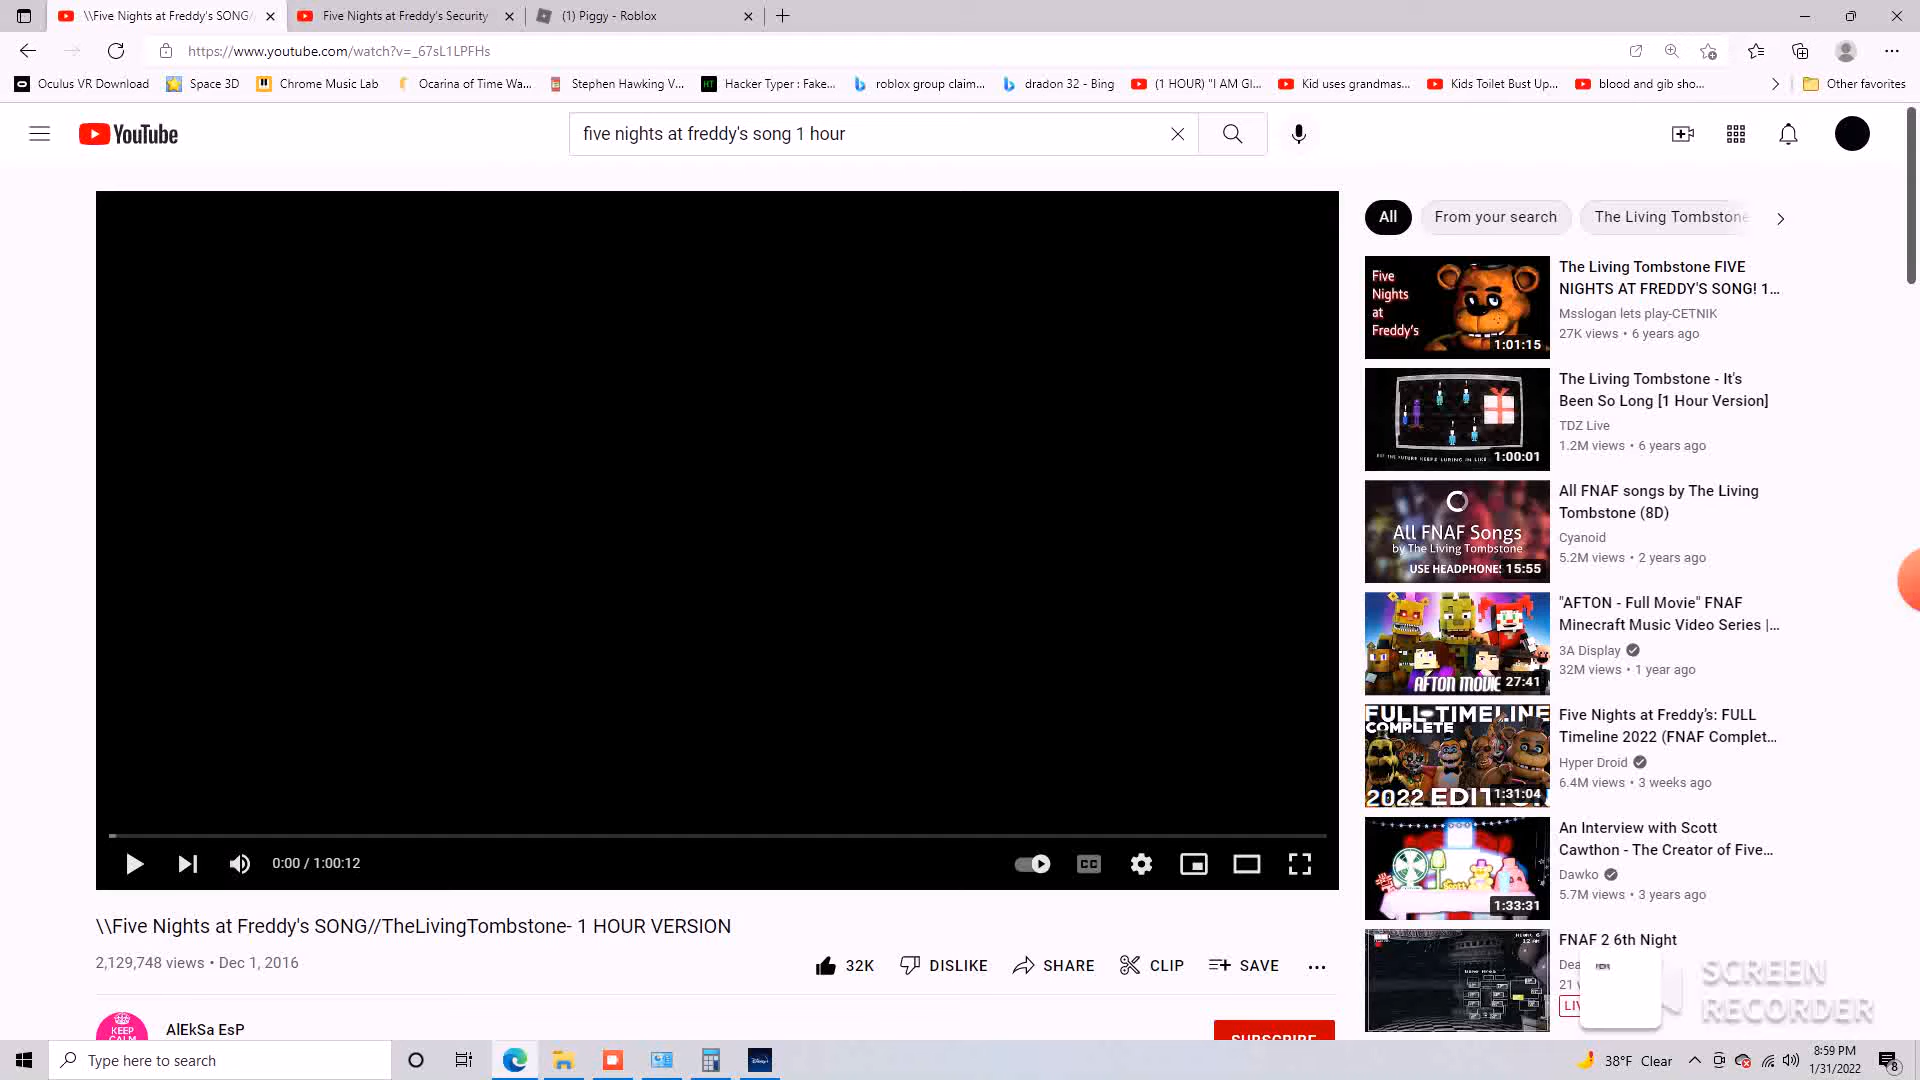 \\Five Nights at Freddy's SONG/
Five Nights at Freddy's Security
(1) Piggy - Roblox
https://www.youtube.com/watch?v=_67sL1LPFHs
Oculus VR Download
Space 3D
Chrome Music Lab
Ocarina of Time Wa...
Stephen Hawking V...
Hacker Typer : Fake...
roblox group claim...
dradon 32 - Bing
(1 HOUR) "I AM GI...
Kid uses grandmas...
Kids Toilet Bust Up...
blood and gib sho...
Other favorites
YouTube
five nights at freddy's song 1 hour
All
From your search
The Living Tombstone
Five
Nights
at
Freddy's
1:01:15
The Living Tombstone FIVE
NIGHTS AT FREDDY'S SONG! 1...
Msslogan lets play-CETNIK
27K views • 6 years ago
1:00:01
The Living Tombstone - It's
Been So Long [1 Hour Version]
TDZ Live
1.2M views • 6 years ago
All FNAF Songs
by The Living Tombstone
USE HEADPHONES
15:55
All FNAF songs by The Living
Tombstone (8D)
Cyanoid
5.2M views • 2 years ago
AFTON MOVIE
27:41
"AFTON - Full Movie" FNAF
Minecraft Music Video Series |...
3A Display
32M views • 1 year ago
FULL TIMELINE
COMPLETE
2022 EDITION
1:31:04
Five Nights at Freddy's: FULL
Timeline 2022 (FNAF Complet...
Hyper Droid
6.4M views • 3 weeks ago
1:33:31
An Interview with Scott
Cawthon - The Creator of Five...
Dawko
5.7M views • 3 years ago
FNAF 2 6th Night
Dea
21 v
LIV
SCREEN
RECORDER
0:00 / 1:00:12
CC
\\Five Nights at Freddy's SONG//TheLivingTombstone- 1 HOUR VERSION
2,129,748 views • Dec 1, 2016
32K
DISLIKE
SHARE
CLIP
SAVE
KEEP
CALM
AlEkSa EsP
SUBSCRIBE
Type here to search
38°F Clear
8:59 PM
1/31/2022
8